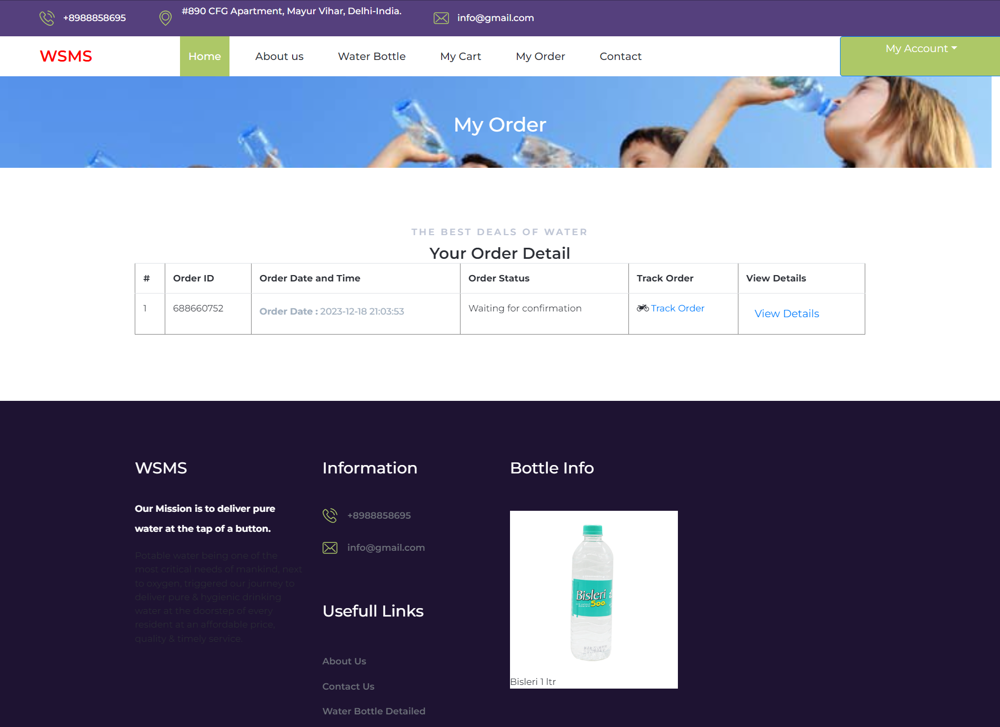 +8988858695
#890 CFG Apartment, Mayur Vihar, Delhi-India.
info@gmail.com
WSMS
Home
About us
Water Bottle
My Cart
My Order
Contact
My Account
My Order
THE BEST DEALS OF WATER
Your Order Detail
# Order ID Order Date and Time Order Status Track Order View Details
1 688660752 Order Date : 2023-12-18 21:03:53 Waiting for confirmation Track Order View Details
WSMS
Our Mission is to deliver pure
water at the tap of a button.
Potable water being one of the
most critical needs of mankind, next
to oxygen, triggered our journey to
deliver pure & hygienic drinking
water at the doorstep of every
resident at an affordable price,
quality & timely service.
Information
+8988858695
info@gmail.com
Usefull Links
About Us
Contact Us
Water Bottle Detailed
Bottle Info
Bisleri
500
Bisleri 1 ltr